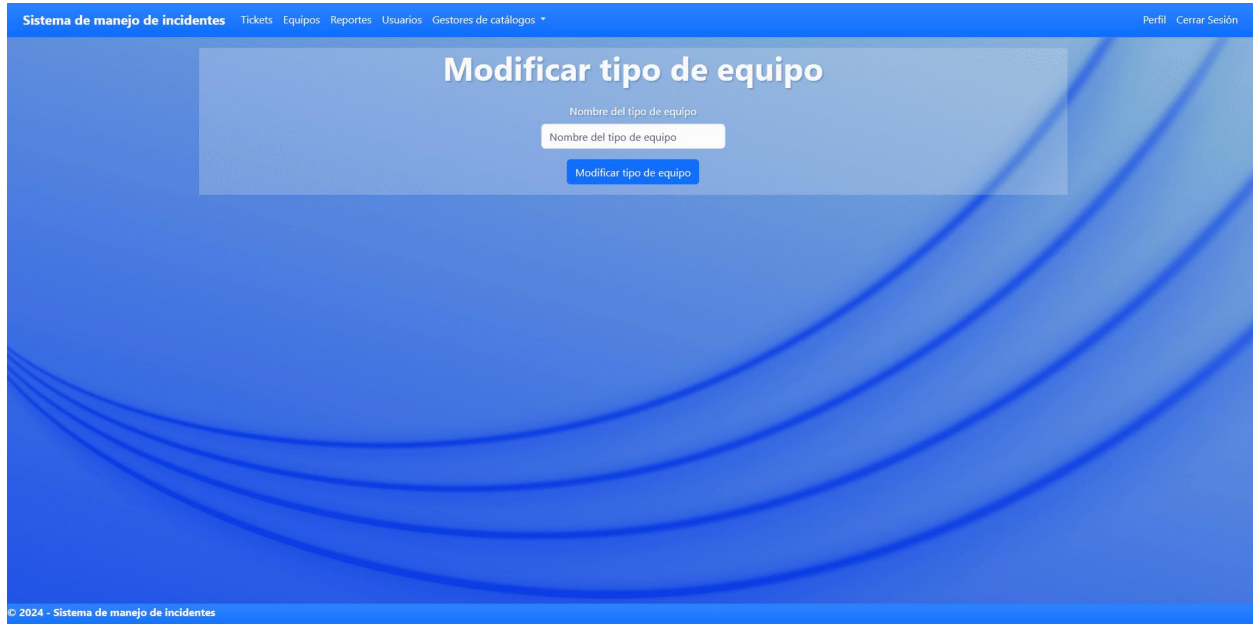 Sistema de manejo de incidentes Tickets Equipos Reportes Usuarios Gestores de catálogos Perfil Cerrar Sesión
Modificar tipo de equipo
Nombre del tipo de equipo
Nombre del tipo de equipo
Modificar tipo de equipo
© 2024 - Sistema de manejo de incidentes